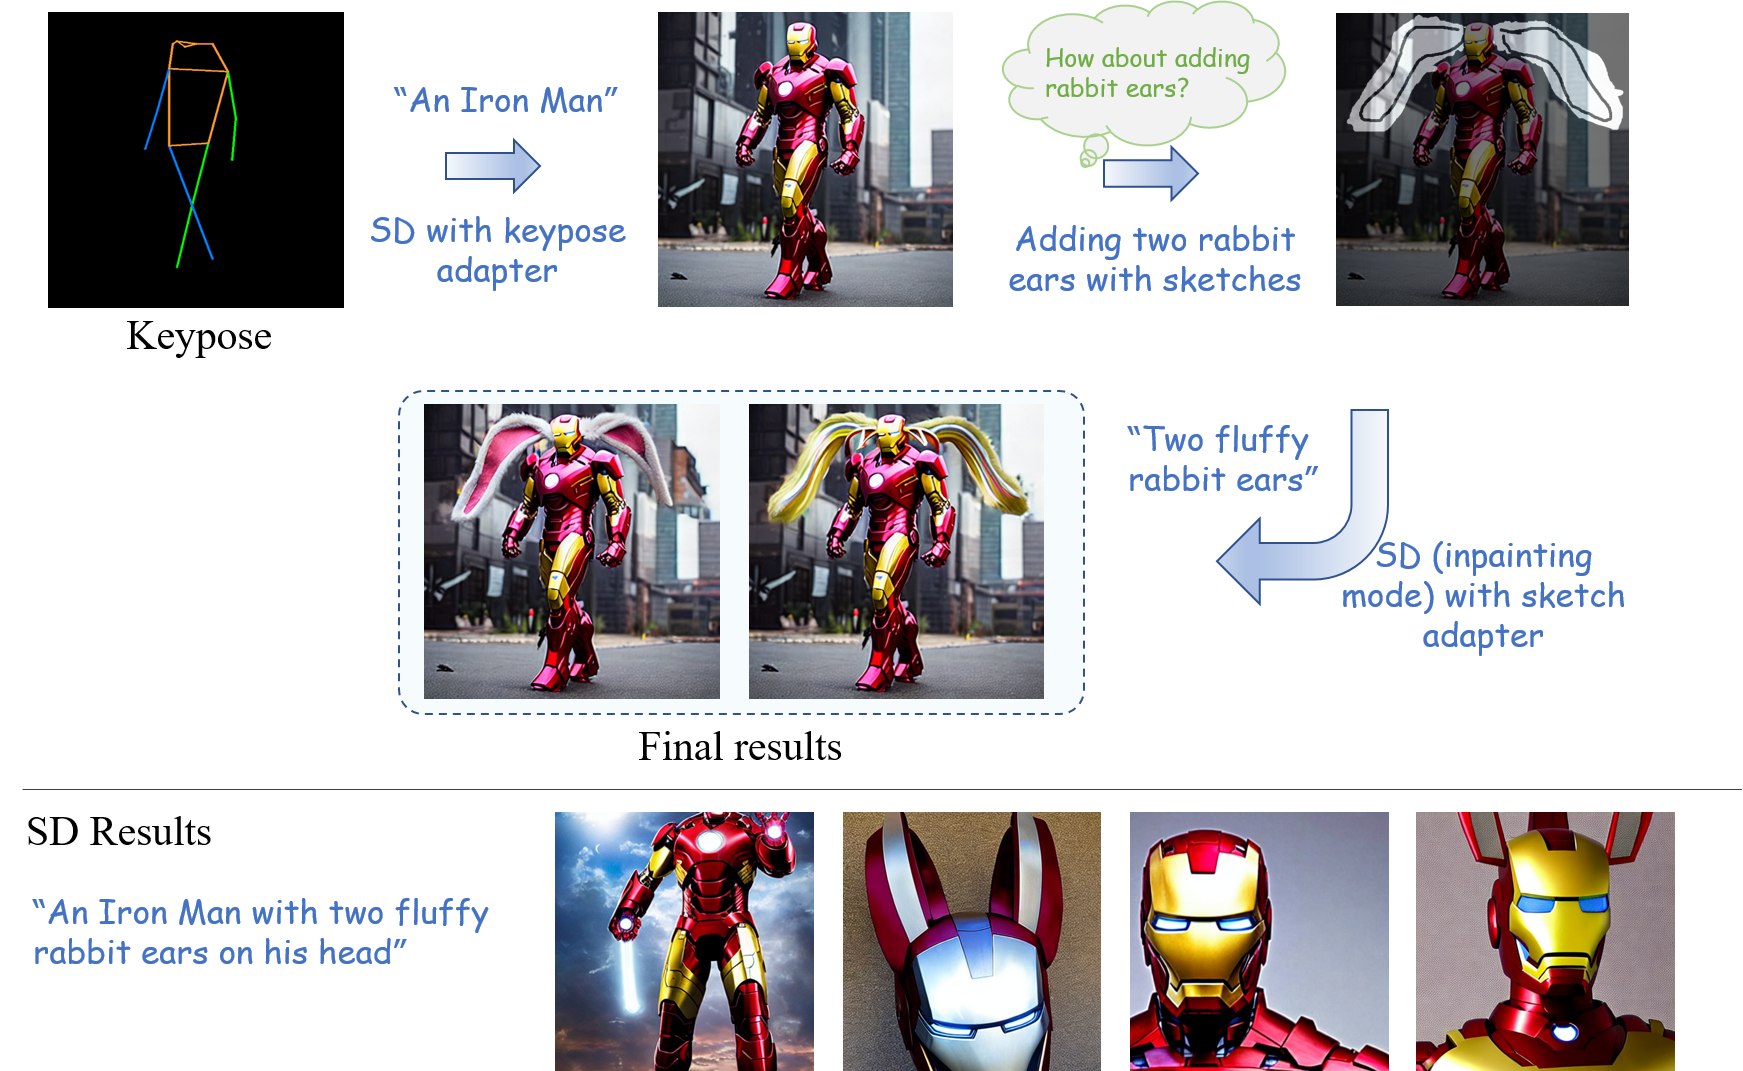 “An Iron Man”
SD with keypose
adapter
How about adding
rabbit ears?
Adding two rabbit
ears with sketches
Keypose
“Two fluffy
rabbit ears”
SD (inpainting
mode) with sketch
adapter
Final results
SD Results
“An Iron Man with two fluffy
rabbit ears on his head”